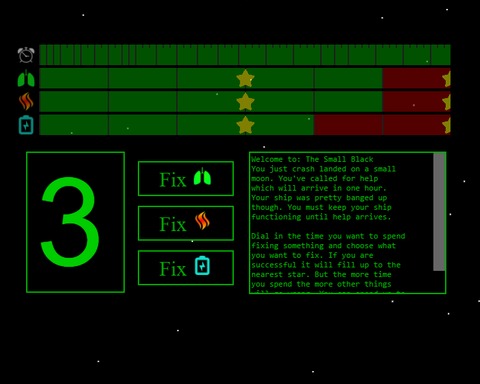 3
Fix
Fix
Fix
Welcome to: The Small Black
You just crash landed on a small
moon. You've called for help
which will arrive in one hour.
Your ship was pretty banged up
though. You must keep your ship
functioning until help arrives.
Dial in the time you want to spend
fixing something and choose what
you want to fix. If you are
successful it will fill up to the
nearest star. But the more time
you spend the more other things